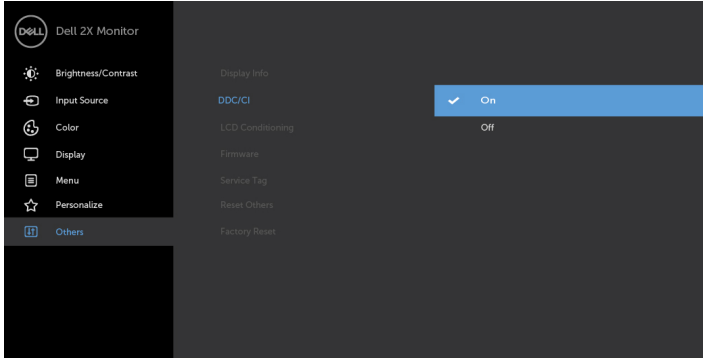 DELL
Dell 2X Monitor
Brightness/Contrast
Input Source
Color
Display
Menu
Personalize
Others
Display Info
DDC/CI
LCD Conditioning
Firmware
Service Tag
Reset Others
Factory Reset
On
Off